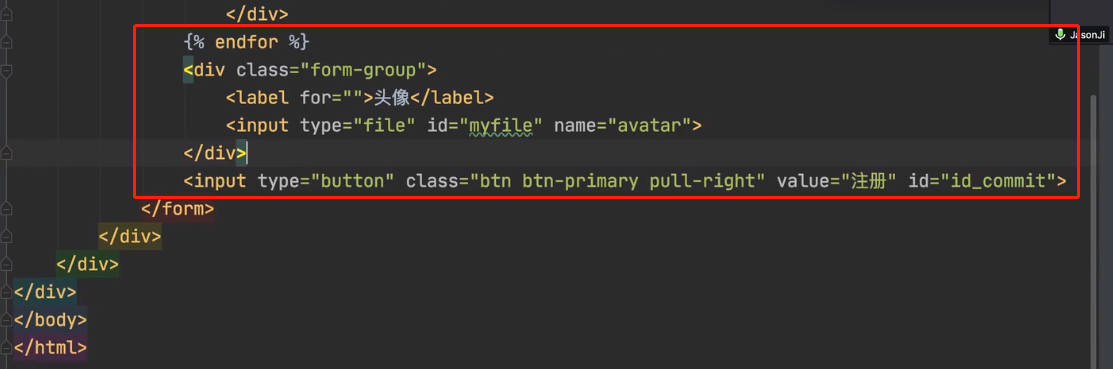 </div>
{% endfor %}
JasonJi
<div class="form-group">
<label for="">头像</label>
<input type="file" id="myfile" name="avatar">
</div>
<input type="button" class="btn btn-primary pull-right" value="注册" id="id_commit">
</form>
</div>
</div>
</div>
</body>
</html>